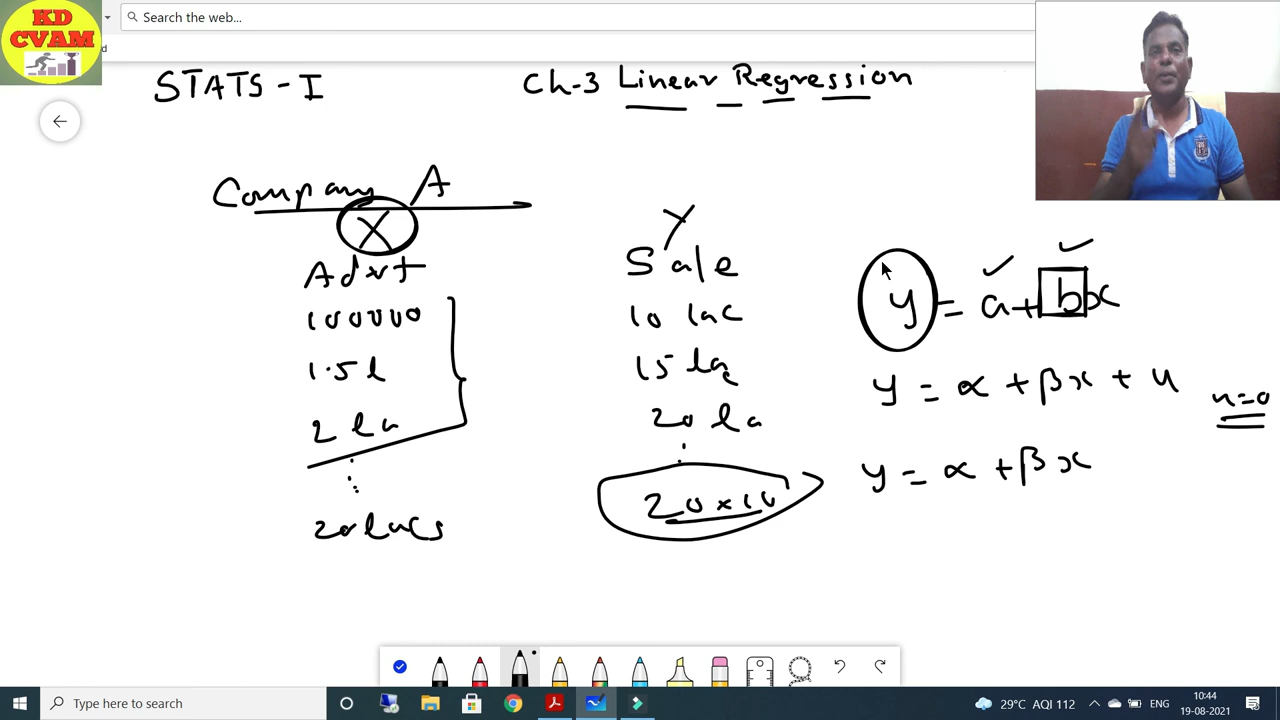 KD
CVAM
Search the web...
d
STATS - I
Ch-3 Linear Regression
Company A
X
Y
Advt
Sale
100000
10 lac
1.5 l
15 lac
2 la
20 la
20 lacs
20 x 10
y = a + bx
y = α + βx + u
u=0
y = α + βx
Type here to search
29°C AQI 112
ENG
10:44
19-08-2021